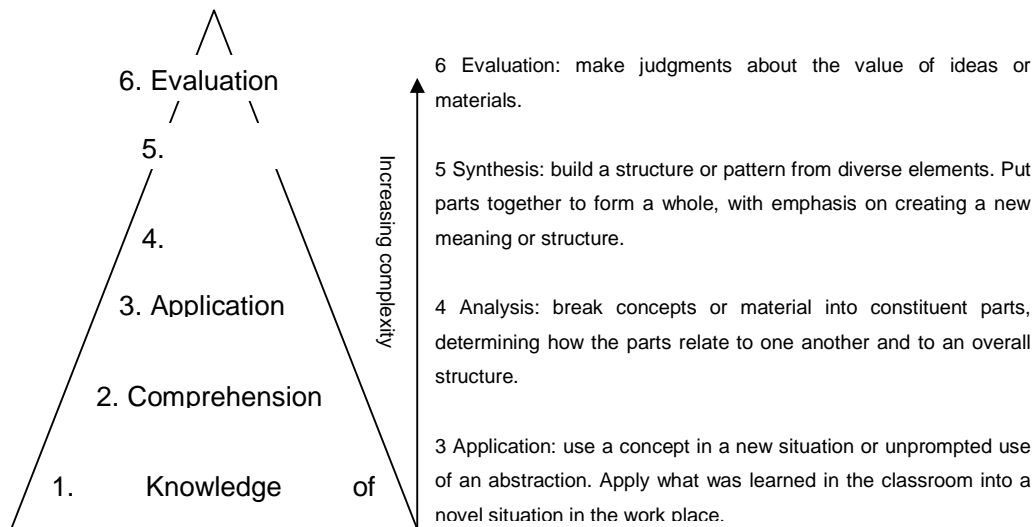 6. Evaluation
5.
4.
3. Application
2. Comprehension
1. Knowledge of
Increasing complexity
6 Evaluation: make judgments about the value of ideas or
materials.
5 Synthesis: build a structure or pattern from diverse elements. Put
parts together to form a whole, with emphasis on creating a new
meaning or structure.
4 Analysis: break concepts or material into constituent parts,
determining how the parts relate to one another and to an overall
structure.
3 Application: use a concept in a new situation or unprompted use
of an abstraction. Apply what was learned in the classroom into a
novel situation in the work place.